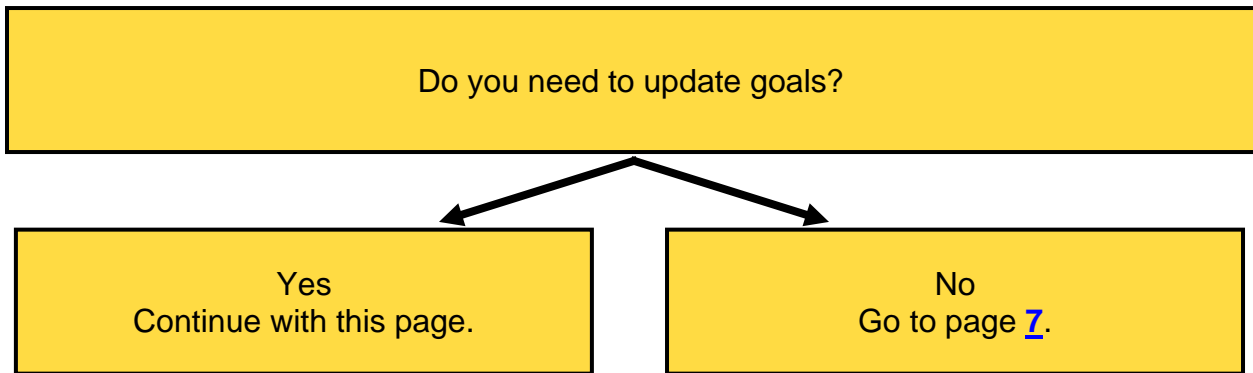 Do you need to update goals?
Yes
Continue with this page.
No
Go to page 7.